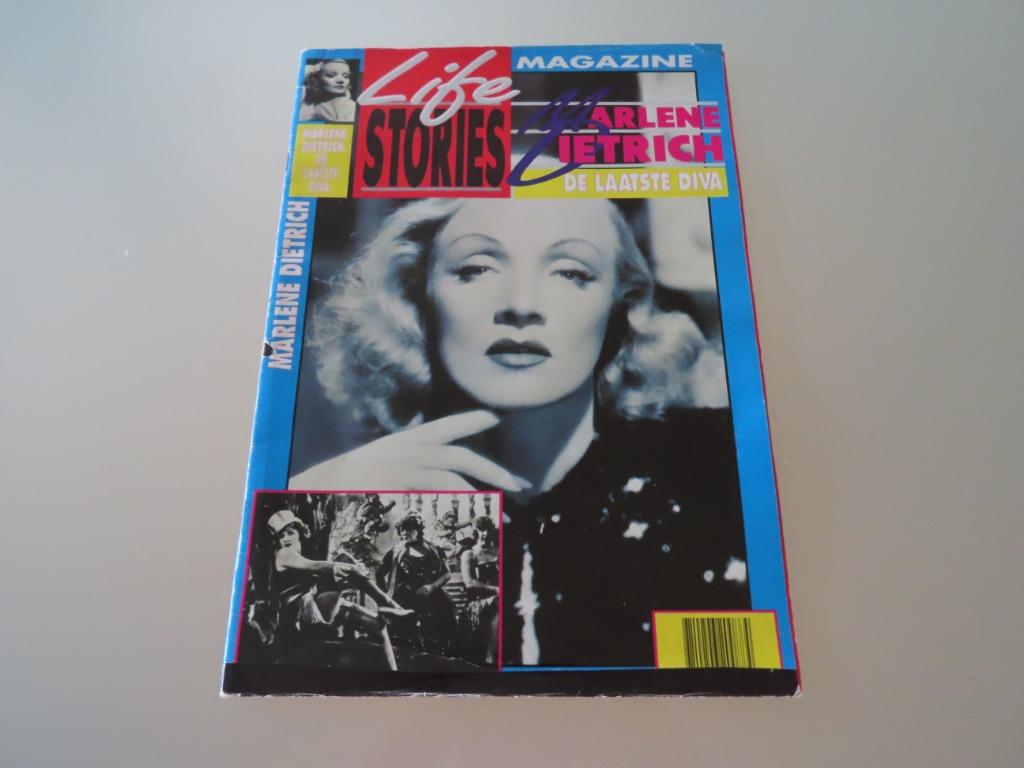 Life
STORIES
MAGAZINE
MARLENE
DIETRICH
DE LAATSTE DIVA
MARLENE
DIETRICH DE
LAATSTE
DIVA
MARLENE DIETRICH